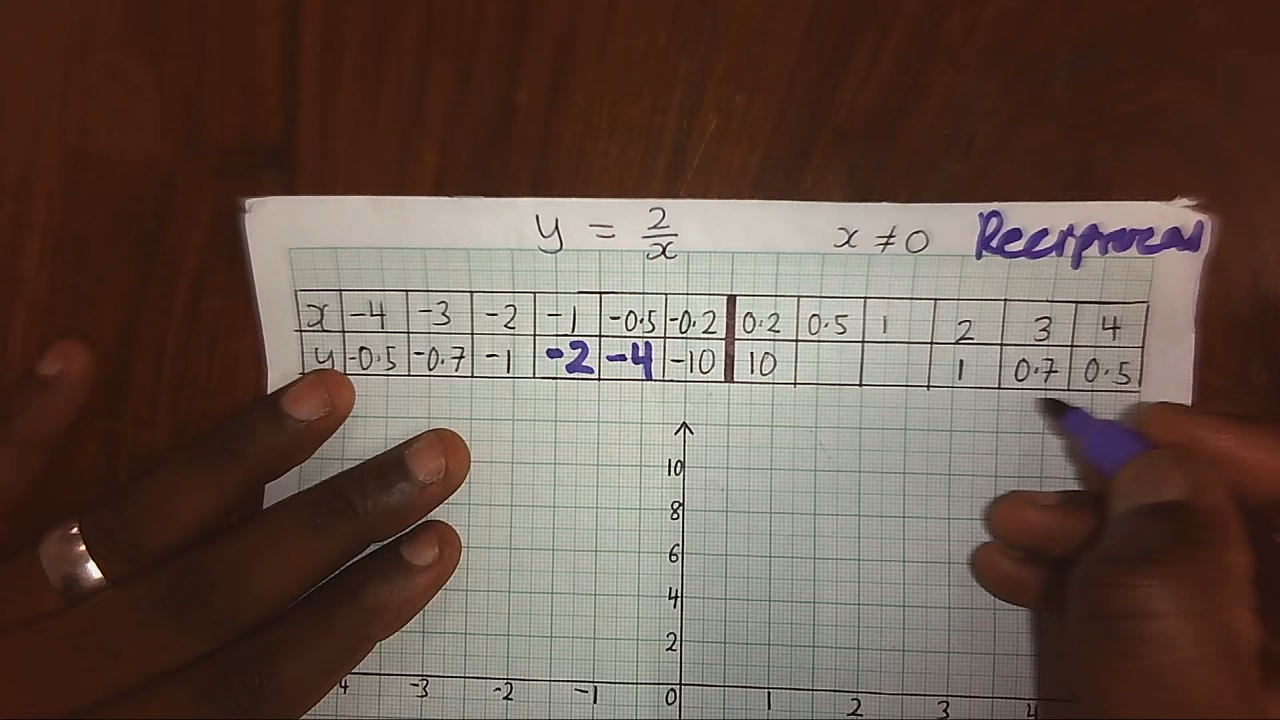 y = 2/x x ≠ 0 Reciprocal
x -4 -3 -2 -1 -0.5 -0.2 0.2 0.5 1 2 3 4
y -0.5 -0.7 -1 -2 -4 -10 10 1 0.7 0.5
10
8
6
4
2
4 -3 -2 -1 0 1 2 3 4